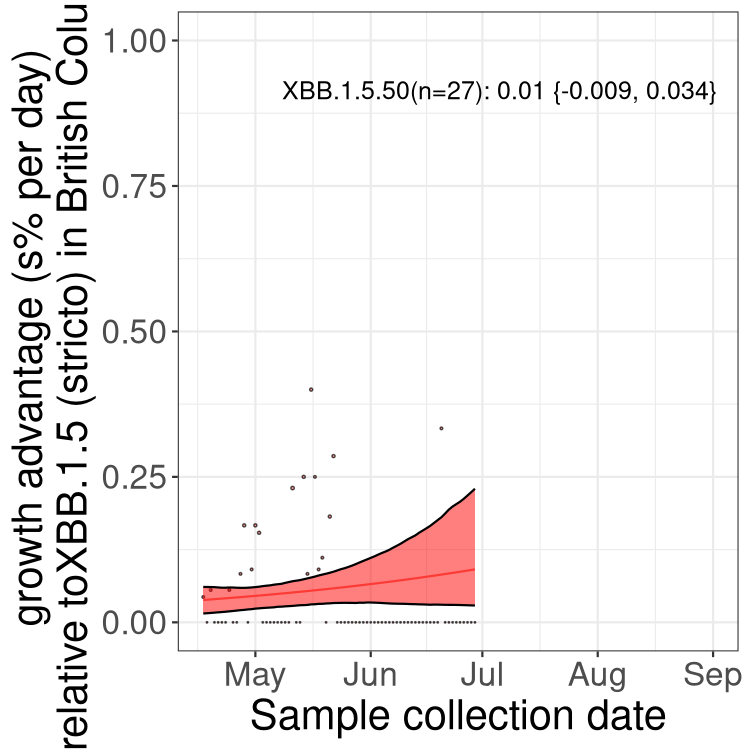 growth advantage (s% per day)
relative toXBB.1.5 (stricto) in British Colu
1.00
0.75
0.50
0.25
0.00
XBB.1.5.50(n=27): 0.01 {-0.009, 0.034}
May Jun Jul Aug Sep
Sample collection date